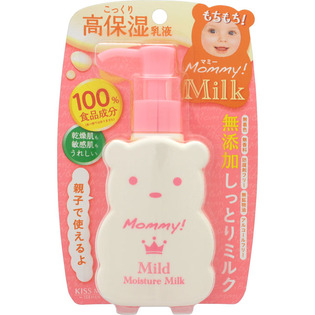 こっくり
高保湿乳液
もちもち!
マミー
Mommy!
Milk
100%
食品成分
乾燥肌も
敏感肌も
うれしい
親子で使えるよ
無添加しっとりミルク
Mommy!
Mild
Moisture Milk